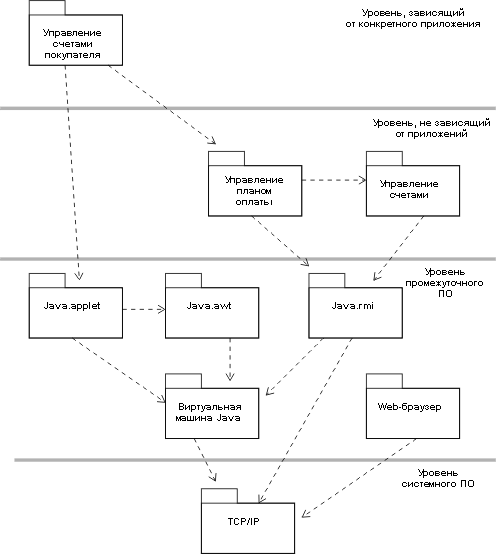 Управление
счетами
покупателя
Уровень, зависящий
от конкретного приложения
Уровень, не зависящий
от приложений
Управление
планом
оплаты
Управление
счетами
Уровень
промежуточного
ПО
Java.applet
Java.awt
Java.rmi
Виртуальная
машина Java
Web-браузер
Уровень
системного ПО
TCP/IP